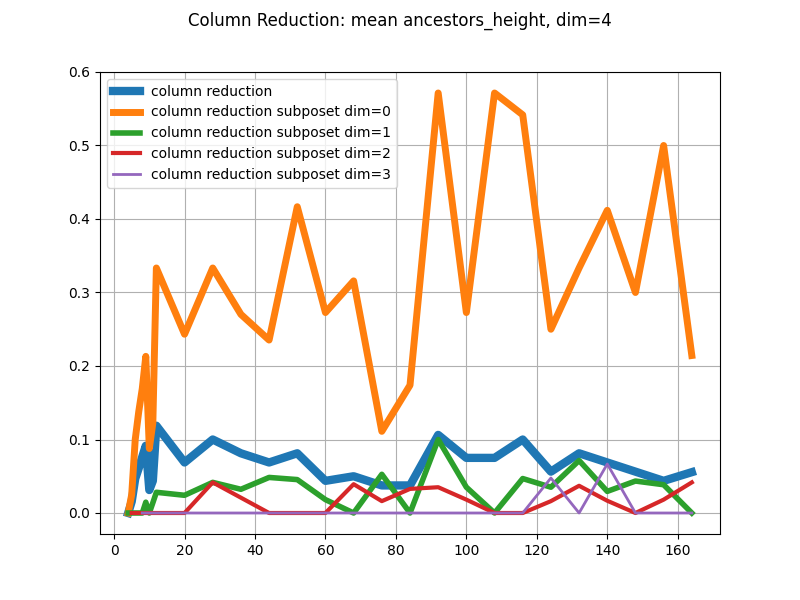 Column Reduction: mean ancestors_height, dim=4
column reduction
column reduction subposet dim=0
column reduction subposet dim=1
column reduction subposet dim=2
column reduction subposet dim=3
0.6
0.5
0.4
0.3
0.2
0.1
0.0
0 20 40 60 80 100 120 140 160